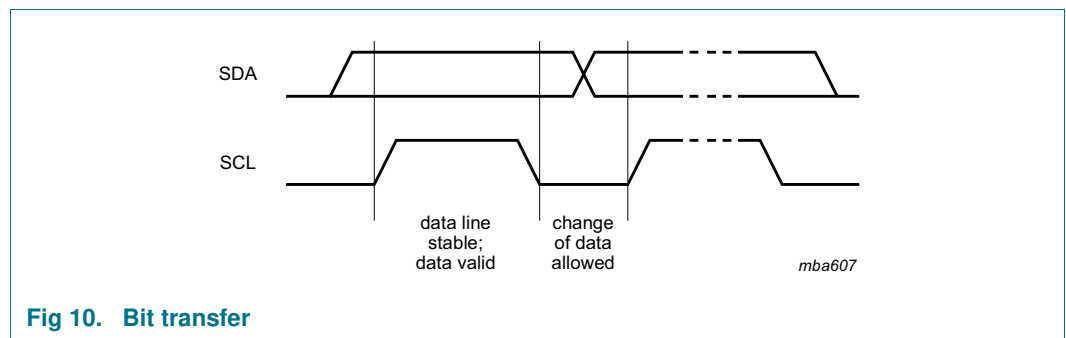 SDA
SCL
data line
stable;
data valid
change
of data
allowed
mba607
Fig 10. Bit transfer